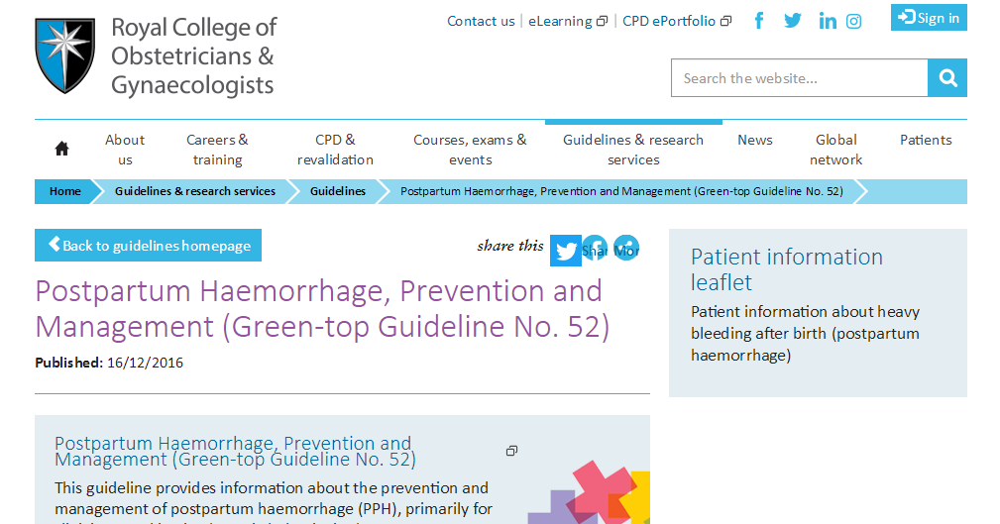 Royal College of
Obstetricians &
Gynaecologists
Contact us
eLearning
CPD ePortfolio
Sign in
Search the website...
About us
Careers & training
CPD & revalidation
Courses, exams & events
Guidelines & research services
News
Global network
Patients
Home
Guidelines & research services
Guidelines
Postpartum Haemorrhage, Prevention and Management (Green-top Guideline No. 52)
Back to guidelines homepage
share this
Shar
Mor
Postpartum Haemorrhage, Prevention and
Management (Green-top Guideline No. 52)
Published: 16/12/2016
Patient information
leaflet
Patient information about heavy
bleeding after birth (postpartum
haemorrhage)
Postpartum Haemorrhage, Prevention and
Management (Green-top Guideline No. 52)
This guideline provides information about the prevention and
management of postpartum haemorrhage (PPH), primarily for